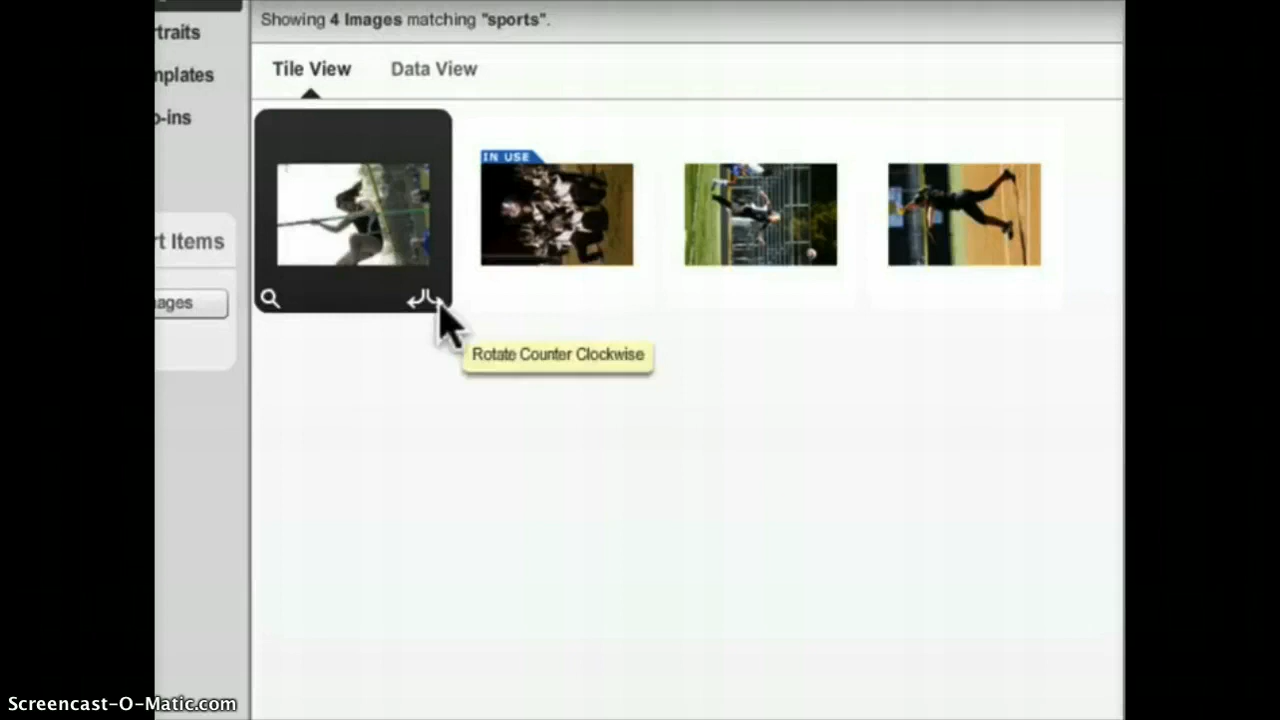 Showing 4 Images matching "sports".
Tile View
Data View
rtraits
nplates
o-ins
rt Items
ages
IN USE
Rotate Counter Clockwise
Screencast-O-Matic.com